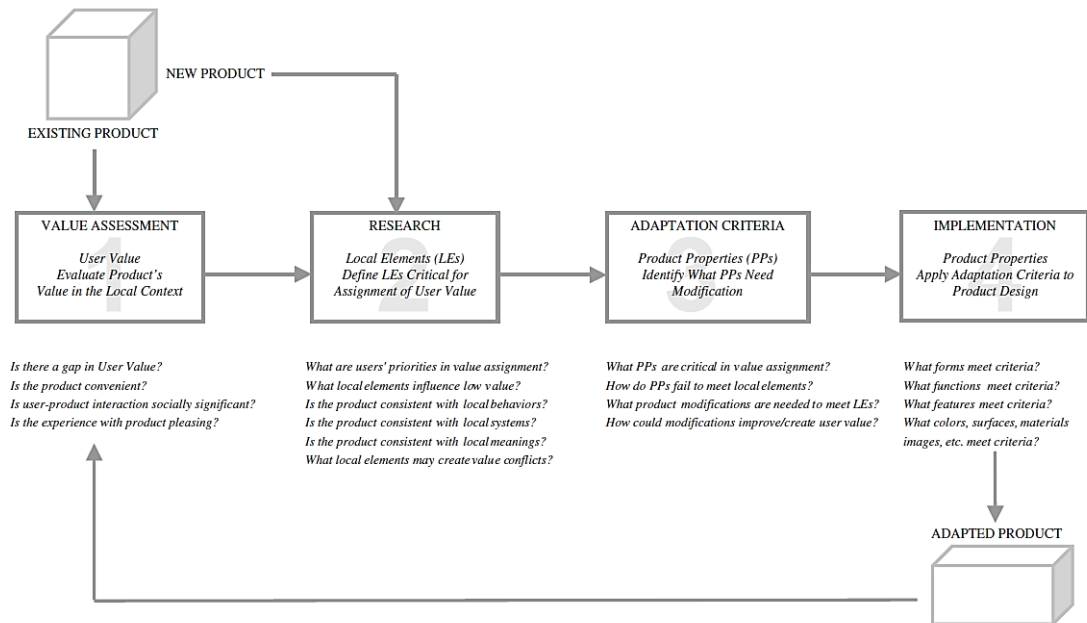 NEW PRODUCT
EXISTING PRODUCT
VALUE ASSESSMENT
1
User Value
Evaluate Product's
Value in the Local Context
RESEARCH
2
Local Elements (LEs)
Define LEs Critical for
Assignment of User Value
ADAPTATION CRITERIA
3
Product Properties (PPs)
Identify What PPs Need
Modification
IMPLEMENTATION
4
Product Properties
Apply Adaptation Criteria to
Product Design
Is there a gap in User Value?
Is the product convenient?
Is user-product interaction socially significant?
Is the experience with product pleasing?
What are users' priorities in value assignment?
What local elements influence low value?
Is the product consistent with local behaviors?
Is the product consistent with local systems?
Is the product consistent with local meanings?
What local elements may create value conflicts?
What PPs are critical in value assignment?
How do PPs fail to meet local elements?
What product modifications are needed to meet LEs?
How could modifications improve/create user value?
What forms meet criteria?
What functions meet criteria?
What features meet criteria?
What colors, surfaces, materials
images, etc. meet criteria?
ADAPTED PRODUCT